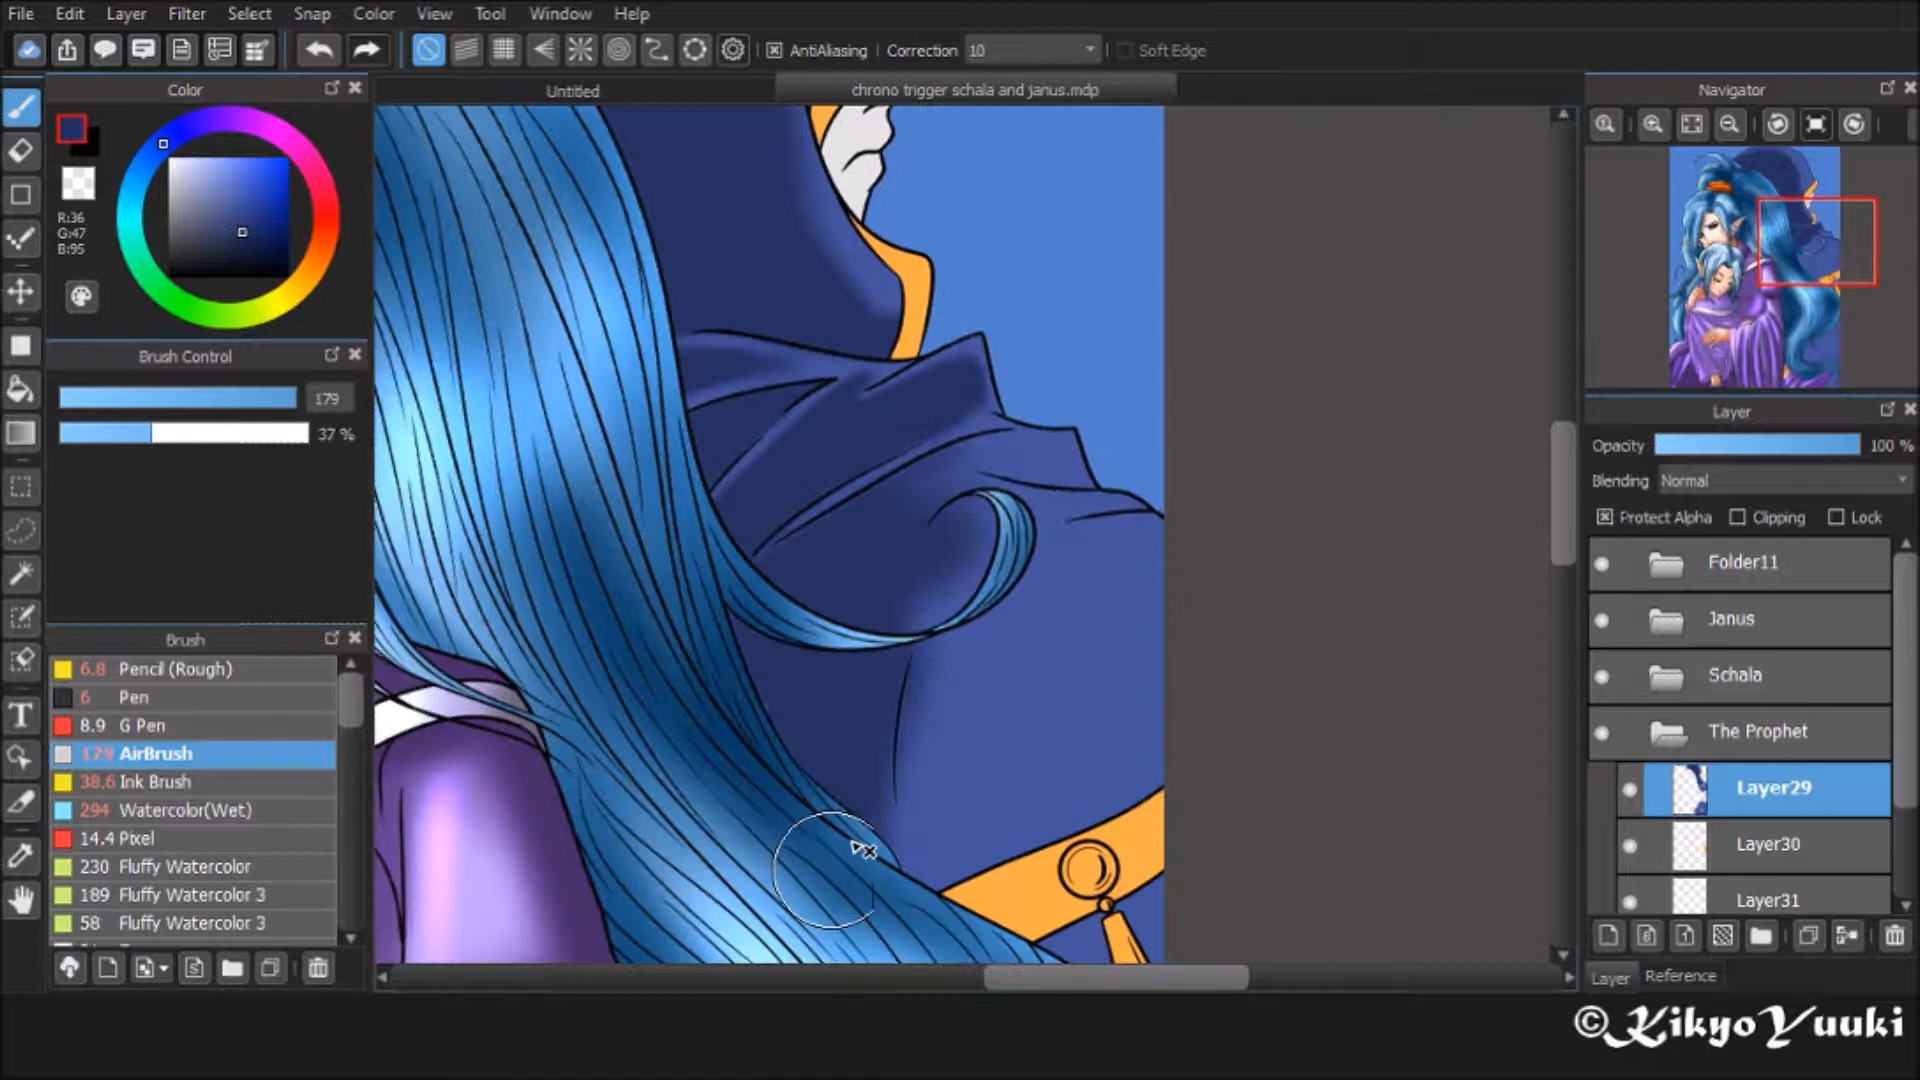 File Edit Layer Filter Select Snap Color View Tool Window Help
AntiAliasing Correction 10 Soft Edge
Color
Untitled
chrono trigger schala and janus.mdp
Navigator
R:36
G:47
B:95
Brush Control
179
37 %
Layer
Opacity 100 %
Blending Normal
Protect Alpha Clipping Lock
Folder11
Janus
Schala
The Prophet
Layer29
Layer30
Layer31
Brush
6.8 Pencil (Rough)
6 Pen
8.9 G Pen
179 AirBrush
38.6 Ink Brush
294 Watercolor(Wet)
14.4 Pixel
230 Fluffy Watercolor
189 Fluffy Watercolor 3
58 Fluffy Watercolor 3
Layer Reference
©KikyoYuuki